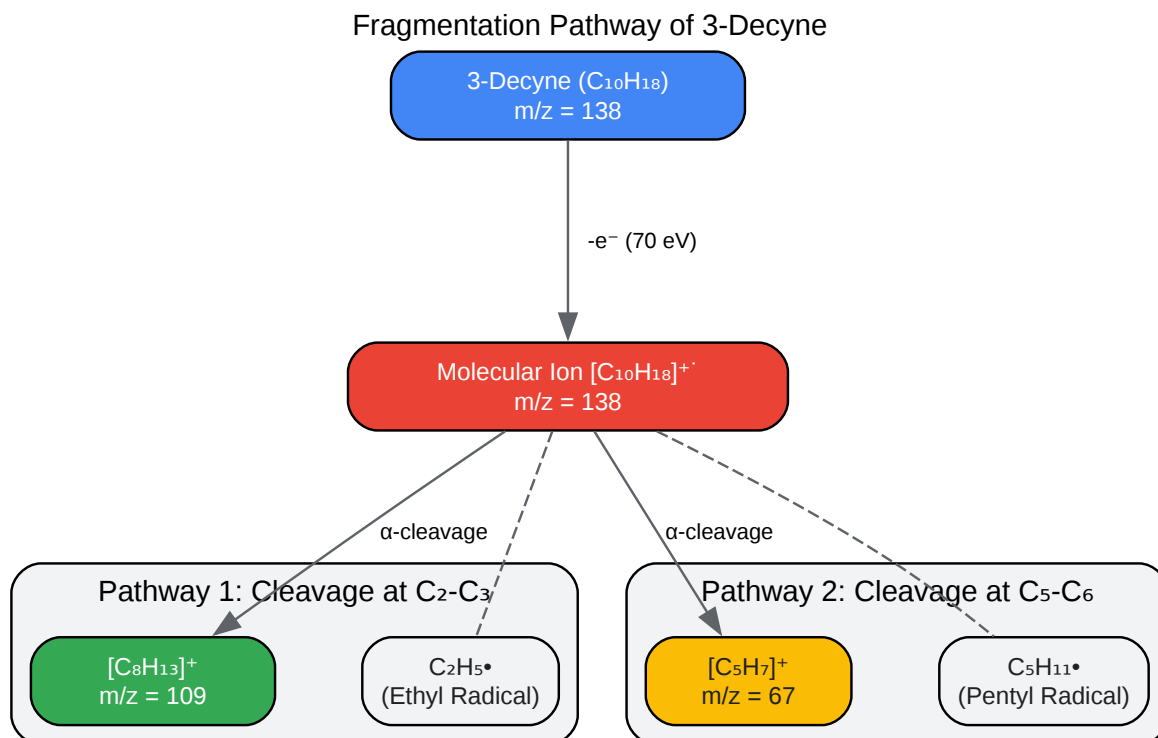 Fragmentation Pathway of 3-Decyne
3-Decyne (C₁₀H₁₈)
m/z = 138
-e⁻ (70 eV)
Molecular Ion [C₁₀H₁₈]⁺˙
m/z = 138
α-cleavage
α-cleavage
Pathway 1: Cleavage at C₂-C₃
[C₈H₁₃]⁺
m/z = 109
C₂H₅•
(Ethyl Radical)
Pathway 2: Cleavage at C₅-C₆
[C₅H₇]⁺
m/z = 67
C₅H₁₁•
(Pentyl Radical)